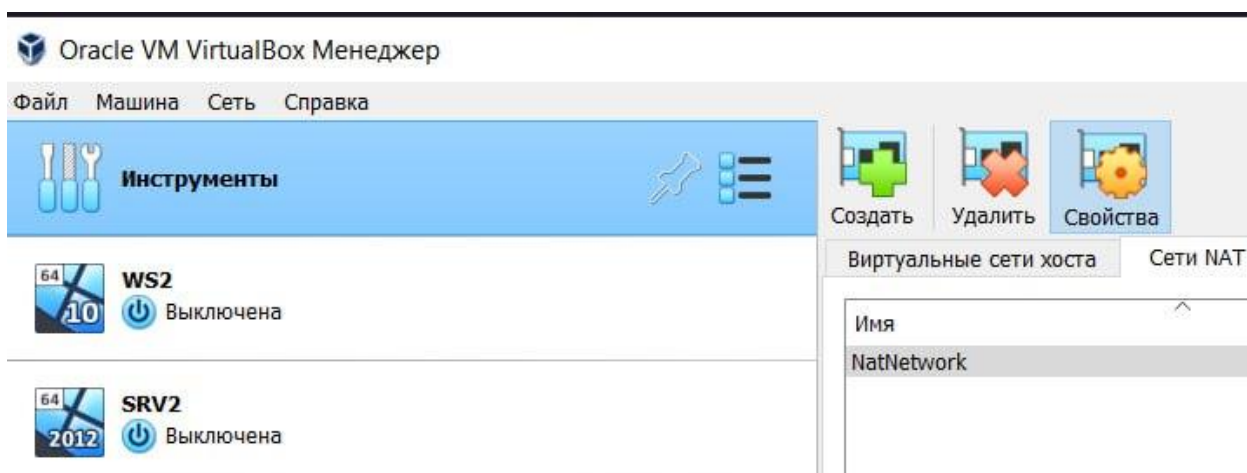 Oracle VM VirtualBox Менеджер
Файл Машина Сеть Справка
Инструменты
Создать Удалить Свойства
Виртуальные сети хоста Сети NAT
Имя
NatNetwork
64
10
WS2
Выключена
64
2012
SRV2
Выключена